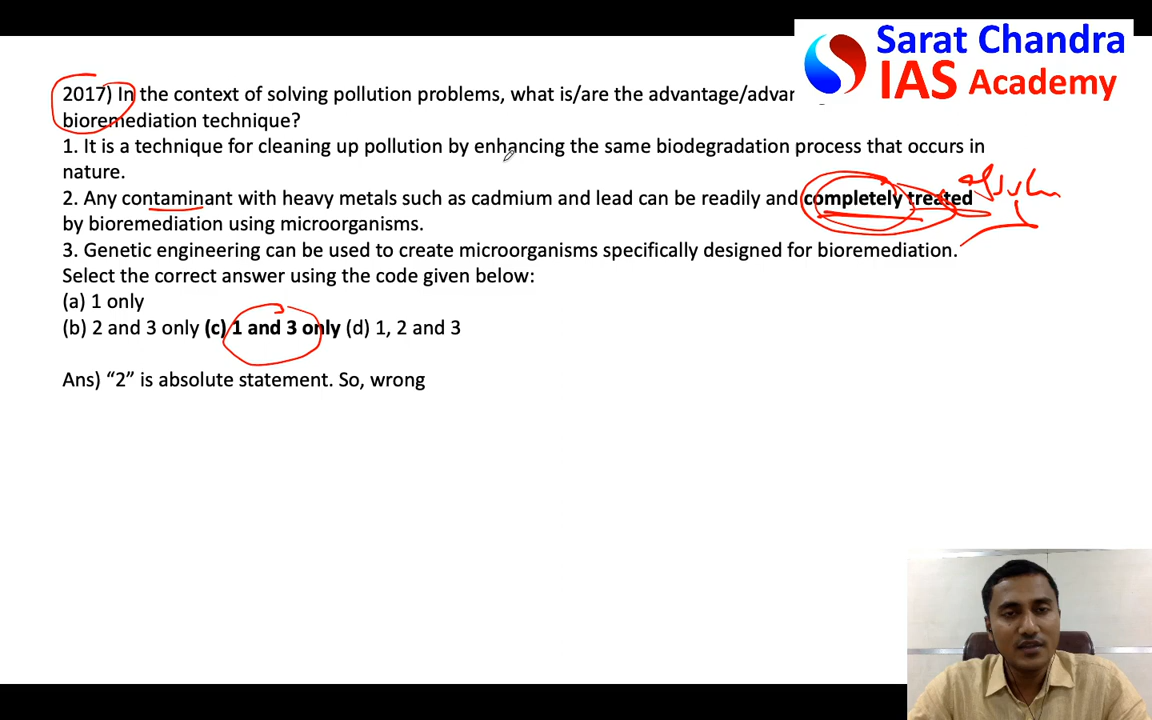 Sarat Chandra
IAS Academy
2017) In the context of solving pollution problems, what is/are the
bioremediation technique?
1. It is a technique for cleaning up pollution by enhancing the same biodegradation process that occurs in
nature.
2. Any contaminant with heavy metals such as cadmium and lead can be readily and completely treated
by bioremediation using microorganisms.
3. Genetic engineering can be used to create microorganisms specifically designed for bioremediation.
Select the correct answer using the code given below:
(a) 1 only
(b) 2 and 3 only (c) 1 and 3 only (d) 1, 2 and 3
Ans) “2” is absolute statement. So, wrong